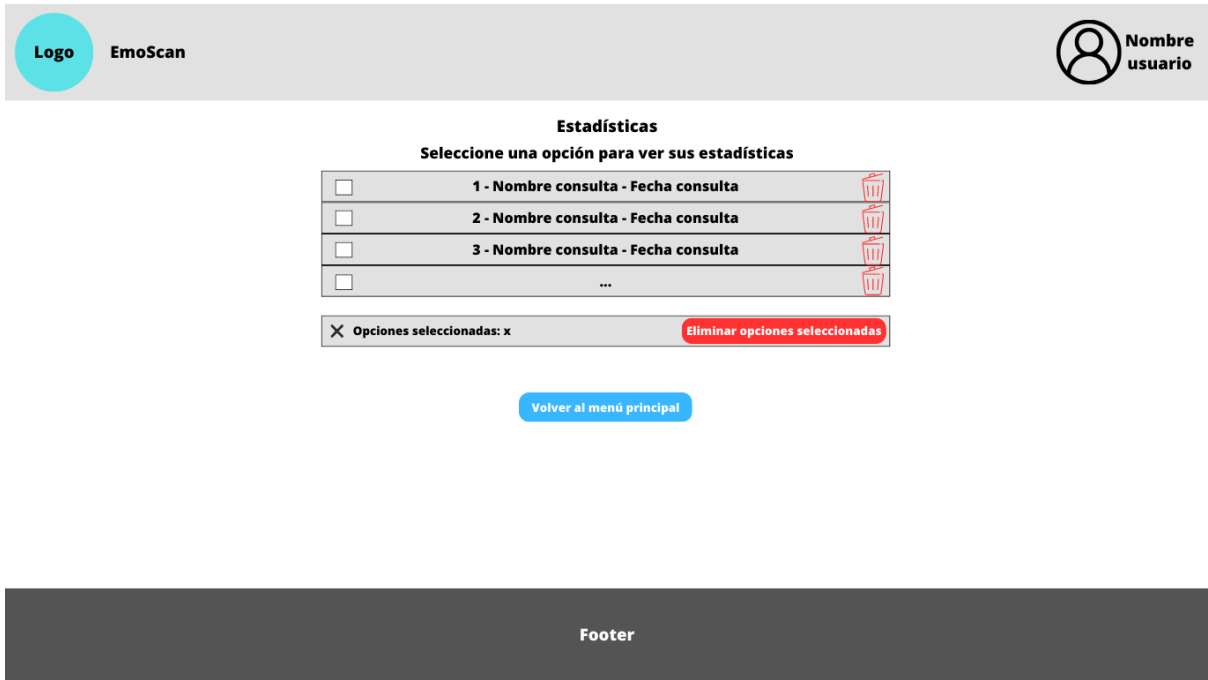 Logo
EmoScan
Nombre
usuario
Estadísticas
Seleccione una opción para ver sus estadísticas
1 - Nombre consulta - Fecha consulta
2 - Nombre consulta - Fecha consulta
3 - Nombre consulta - Fecha consulta
...
Opciones seleccionadas: x
Eliminar opciones seleccionadas
Volver al menú principal
Footer